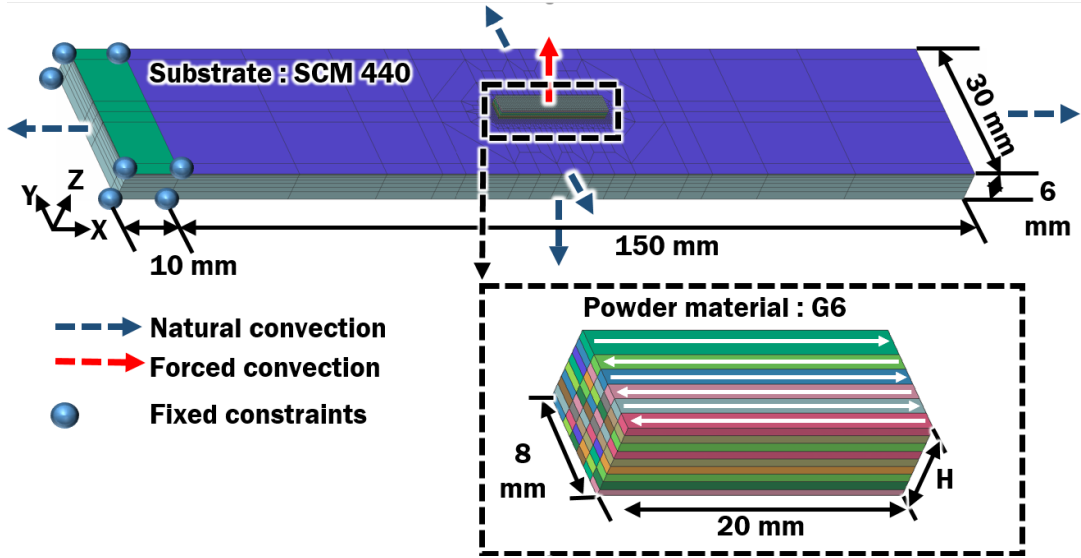 Substrate : SCM 440
30 mm
Z
Y
X
6
mm
10 mm
150 mm
Powder material : G6
Natural convection
Forced convection
Fixed constraints
8
mm
H
20 mm